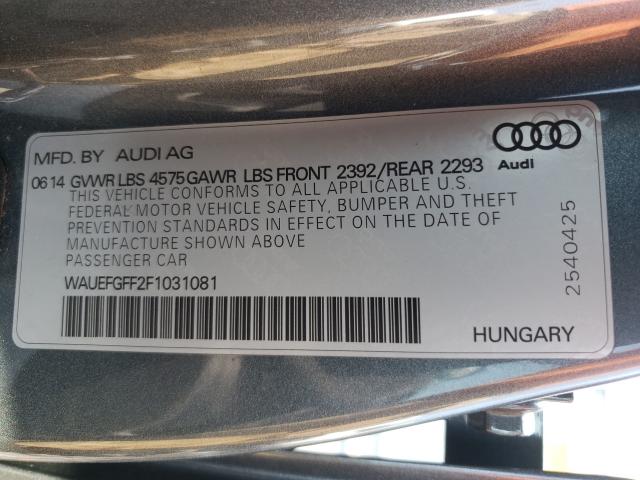 MFD. BY AUDI AG
06 14 GVWR LBS 4575 GAWR LBS FRONT 2392/REAR 2293
THIS VEHICLE CONFORMS TO ALL APPLICABLE U.S.
FEDERAL MOTOR VEHICLE SAFETY, BUMPER AND THEFT
PREVENTION STANDARDS IN EFFECT ON THE DATE OF
MANUFACTURE SHOWN ABOVE
PASSENGER CAR
WAUEFGFF2F1031081
Audi
2540425
HUNGARY